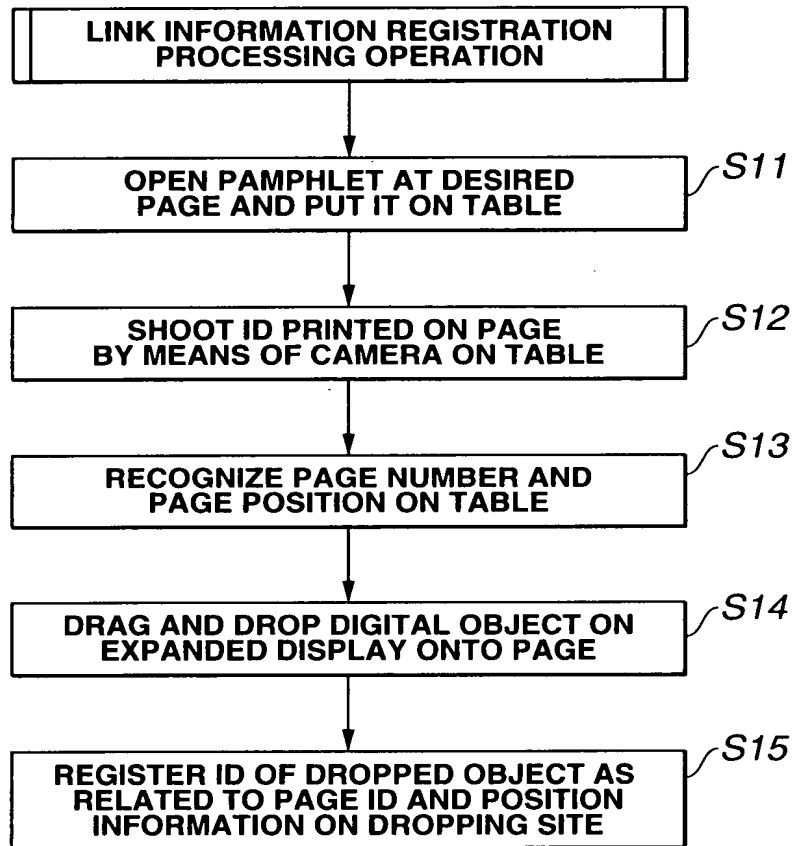 LINK INFORMATION REGISTRATION
PROCESSING OPERATION
S11
OPEN PAMPHLET AT DESIRED
PAGE AND PUT IT ON TABLE
S12
SHOOT ID PRINTED ON PAGE
BY MEANS OF CAMERA ON TABLE
S13
RECOGNIZE PAGE NUMBER AND
PAGE POSITION ON TABLE
S14
DRAG AND DROP DIGITAL OBJECT ON
EXPANDED DISPLAY ONTO PAGE
S15
REGISTER ID OF DROPPED OBJECT AS
RELATED TO PAGE ID AND POSITION
INFORMATION ON DROPPING SITE